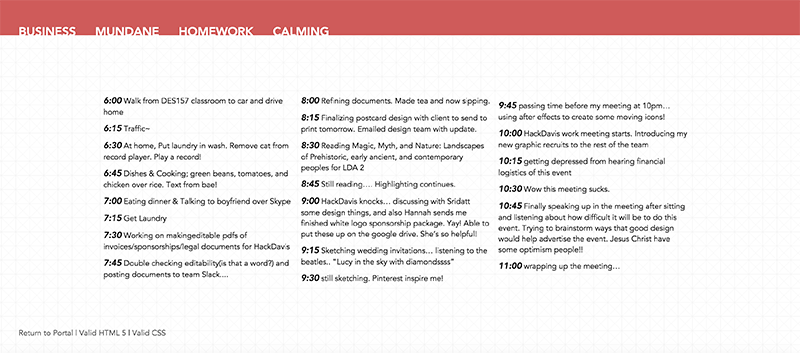 BUSINESS MUNDANE HOMEWORK CALMING
6:00 Walk from DES157 classroom to car and drive
home
6:15 Traffic~
6:30 At home, Put laundry in wash. Remove cat from
record player. Play a record!
6:45 Dishes & Cooking; green beans, tomatoes, and
chicken over rice. Text from bae!
7:00 Eating dinner & Talking to boyfriend over Skype
7:15 Get Laundry
7:30 Working on makingeditable pdfs of
invoices/sponsorships/legal documents for HackDavis
7:45 Double checking editability(is that a word?) and
posting documents to team Slack....
8:00 Refining documents. Made tea and now sipping.
8:15 Finalizing postcard design with client to send to
print tomorrow. Emailed design team with update.
8:30 Reading Magic, Myth, and Nature: Landscapes
of Prehistoric, early ancient, and contemporary
peoples for LDA 2
8:45 Still reading.... Highlighting continues.
9:00 HackDavis knocks... discussing with Sridatt
some design things, and also Hannah sends me
finished white logo sponsorship package. Yay! Able to
put these up on the google drive. She's so helpful!
9:15 Sketching wedding invitations... listening to the
beatles.. "Lucy in the sky with diamondssss"
9:30 still sketching. Pinterest inspire me!
9:45 passing time before my meeting at 10pm...
using after effects to create some moving icons!
10:00 HackDavis work meeting starts. Introducing my
new graphic recruits to the rest of the team
10:15 getting depressed from hearing financial
logistics of this event
10:30 Wow this meeting sucks.
10:45 Finally speaking up in the meeting after sitting
and listening about how difficult it will be to do this
event. Trying to brainstorm ways that good design
would help advertise the event. Jesus Christ have
some optimism people!!
11:00 wrapping up the meeting...
Return to Portal | Valid HTML 5 | Valid CSS